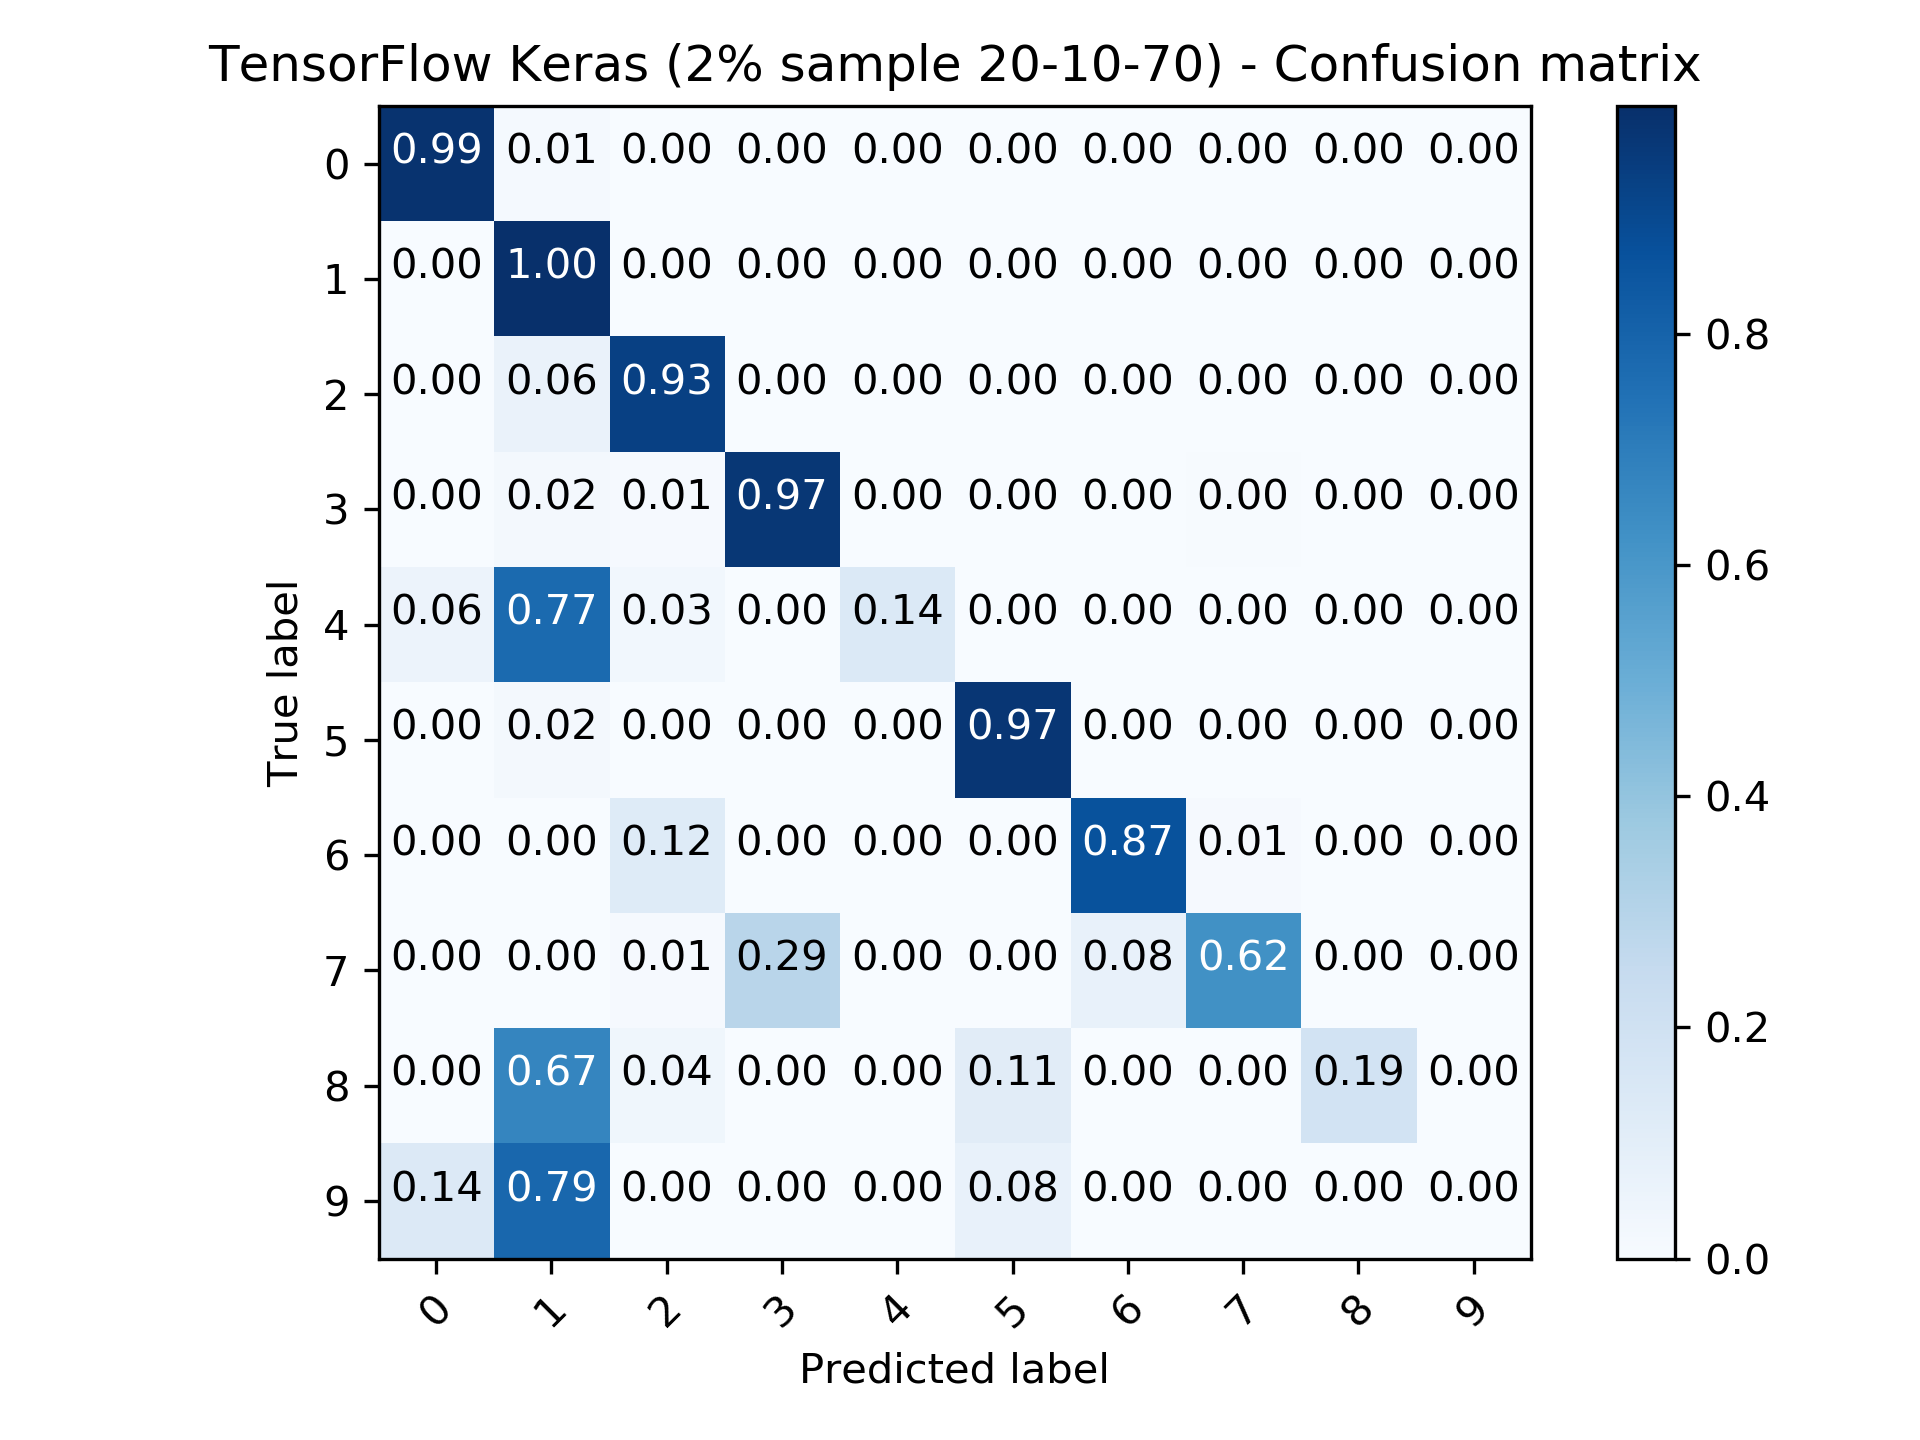 TensorFlow Keras (2% sample 20-10-70) - Confusion matrix
0 0.99 0.01 0.00 0.00 0.00 0.00 0.00 0.00 0.00 0.00
1 0.00 1.00 0.00 0.00 0.00 0.00 0.00 0.00 0.00 0.00
2 0.00 0.06 0.93 0.00 0.00 0.00 0.00 0.00 0.00 0.00
3 0.00 0.02 0.01 0.97 0.00 0.00 0.00 0.00 0.00 0.00
4 0.06 0.77 0.03 0.00 0.14 0.00 0.00 0.00 0.00 0.00
5 0.00 0.02 0.00 0.00 0.00 0.97 0.00 0.00 0.00 0.00
6 0.00 0.00 0.12 0.00 0.00 0.00 0.87 0.01 0.00 0.00
7 0.00 0.00 0.01 0.29 0.00 0.00 0.08 0.62 0.00 0.00
8 0.00 0.67 0.04 0.00 0.00 0.11 0.00 0.00 0.19 0.00
9 0.14 0.79 0.00 0.00 0.00 0.08 0.00 0.00 0.00 0.00
0 1 2 3 4 5 6 7 8 9
Predicted label
True label
0.8
0.6
0.4
0.2
0.0